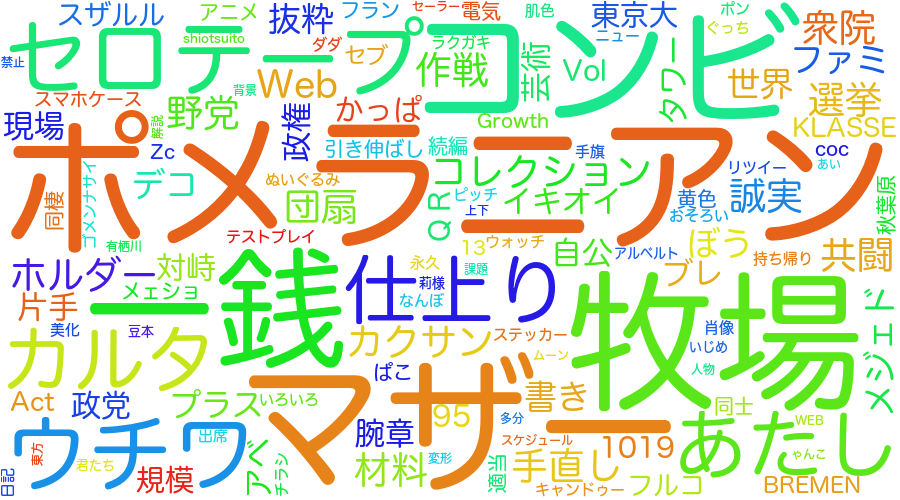 スザルル
アニメ
抜粋
フラン
セーラー
電気
肌色
東京大
ポン
ぐっち
衆院
セロテープ
shiotsuito
ダダ
ラクガキ
ニュー
コンビニ
ファミ
禁止
セブ
作戦
芸術
Vol
タワー
世界
選挙
スマホケース
Web
背景
野党
かっぱ
Growth
KLASSE
現場
解説
政権
引き伸ばし
続編
手旗
coc
ポメラニアン
Zc
デコ
ぬいぐるみ
コレクション
リツイー
あい
同棲
ゴメンナサイ
団扇
QR
ピッチ
イキオイ
上下
黄色
誠実
おそろい
秋葉原
有栖川
テストプレイ
13
ウォッチ
自公
アルベルト
ぼう
持ち帰り
共闘
ホルダー
対峙
永久
莉様
課題
ブレ
片手
メェショ
銭
仕上り
なんぼ
牧場
メジェド
美化
豆本
カルタ
カクサン
ステッカー
肖像
いじめ
ムーン
人物
ぱこ
マザー
Act
政党
プラス
いろいろ
95
多分
書き
同士
WEB
ウチワ
出席
腕章
スケジュール
1019
あたし
ゃんこ
東方
君たち
アベ
チラシ
材料
変形
適当
手直し
日記
規模
キャンドゥー
フルコ
BREMEN